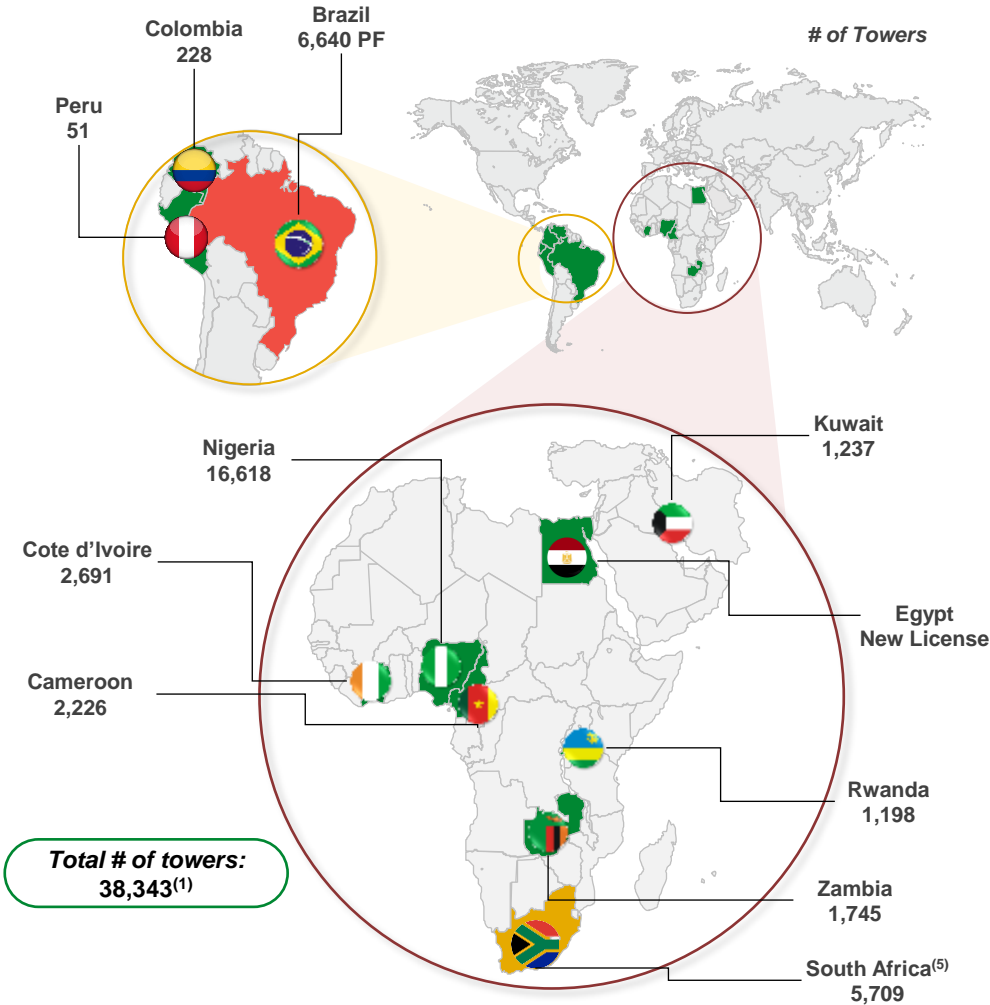 # of Towers
Brazil
6,640 PF
Colombia
228
Peru
51
Kuwait
1,237
Nigeria
16,618
Cote d’Ivoire
2,691
Egypt
New License
Cameroon
2,226
Rwanda
1,198
Total # of towers:
38,343(1)
Zambia
1,745
South Africa(5)
5,709